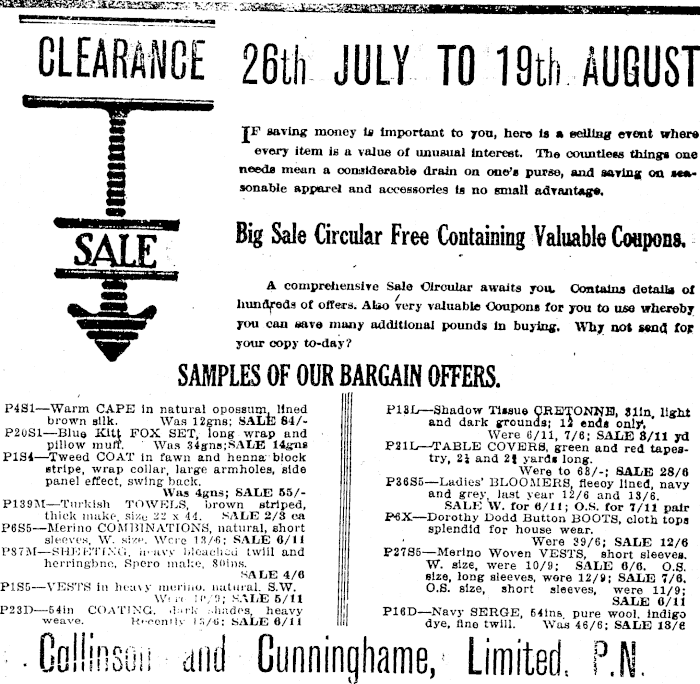 CLEARANCE 26th JULY TO 19th AUGUST
IF saving money is important to you, here is a selling event where
every item is a value of unusual interest. The countless things one
needs mean a considerable drain on one's purse, and saving on sea-
sonable apparel and accessories is no small advantage.
SALE
Big Sale Circular Free Containing Valuable Coupons.
A comprehensive Sale Circular awaits you. Contains details of
hundreds of offers. Also very valuable Coupons for you to use whereby
you can save many additional pounds in buying. Why not send for
your copy to-day?
SAMPLES OF OUR BARGAIN OFFERS.
P4S1—Warm CAPE in natural opossum, lined
brown silk. Was 12gns; SALE 84/-
P20S1—Blue Kitt FOX SET, long wrap and
pillow muff. Was 34gns; SALE 14gns
P1S4—Tweed COAT in fawn and henna block
stripe, wrap collar, large armholes, side
panel effect, swing back.
Was 4gns; SALE 55/-
P139M—Turkish TOWELS, brown striped,
thick make, size 22 x 44. SALE 2/3 ea
P6S5—Merino COMBINATIONS, natural, short
sleeves, W. size. Were 13/6; SALE 6/11
P87M—SHEETING, heavy bleached twill and
herringbne, Spero make, 80ins.
SALE 4/6
P1S5—VESTS in heavy merino, natural, S.W.
Were 10/9; SALE 5/11
P23D—54in COATING, dark shades, heavy
weave. Recently 15/6; SALE 6/11
P13L—Shadow Tissue CRETONNE, 31in, light
and dark grounds; 12 ends only,
Were 6/11, 7/6; SALE 3/11 yd
P21L—TABLE COVERS, green and red tapes-
try, 2¼ and 2¾ yards long.
Were to 68/-; SALE 28/6
P36S5—Ladies' BLOOMERS, fleecy lined, navy
and grey, last year 12/6 and 13/6.
SALE W. for 6/11; O.S. for 7/11 pair
P6X—Dorothy Dodd Button BOOTS, cloth tops
splendid for house wear.
Were 39/6; SALE 12/6
P27S5—Merino Woven VESTS, short sleeves.
W. size, were 10/9; SALE 6/6. O.S.
size, long sleeves, were 12/9; SALE 7/6.
O.S. size, short sleeves, were 11/9;
SALE 6/11
P16D—Navy SERGE, 54ins, pure wool, indigo
dye, fine twill. Was 46/6; SALE 13/6
Collinson and Cunninghame, Limited, P.N.